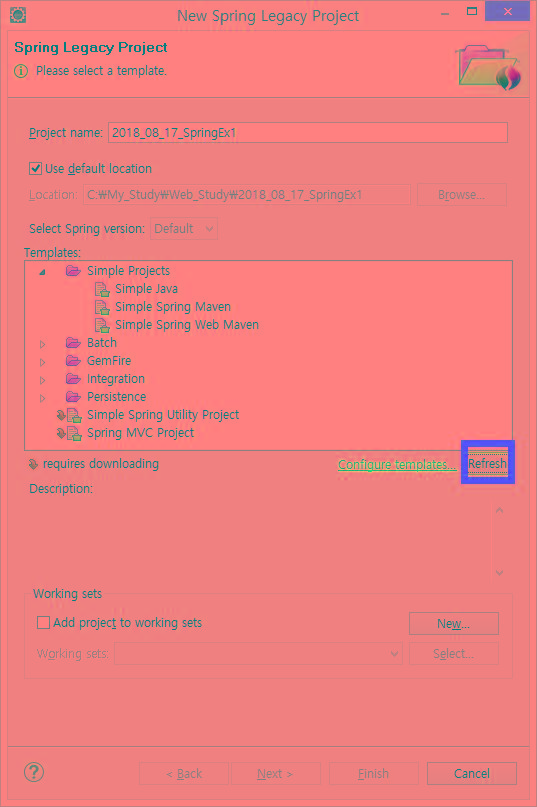 New Spring Legacy Project
Spring Legacy Project
Please select a template.
Project name: 2018_08_17_SpringEx1
Use default location
Location: C:₩My_Study₩Web_Study₩2018_08_17_SpringEx1 Browse...
Select Spring version: Default
Templates:
Simple Projects
Simple Java
Simple Spring Maven
Simple Spring Web Maven
Batch
GemFire
Integration
Persistence
Simple Spring Utility Project
Spring MVC Project
requires downloading Configure templates... Refresh
Description:
Working sets
Add project to working sets New...
Working sets: Select...
? < Back Next > Finish Cancel